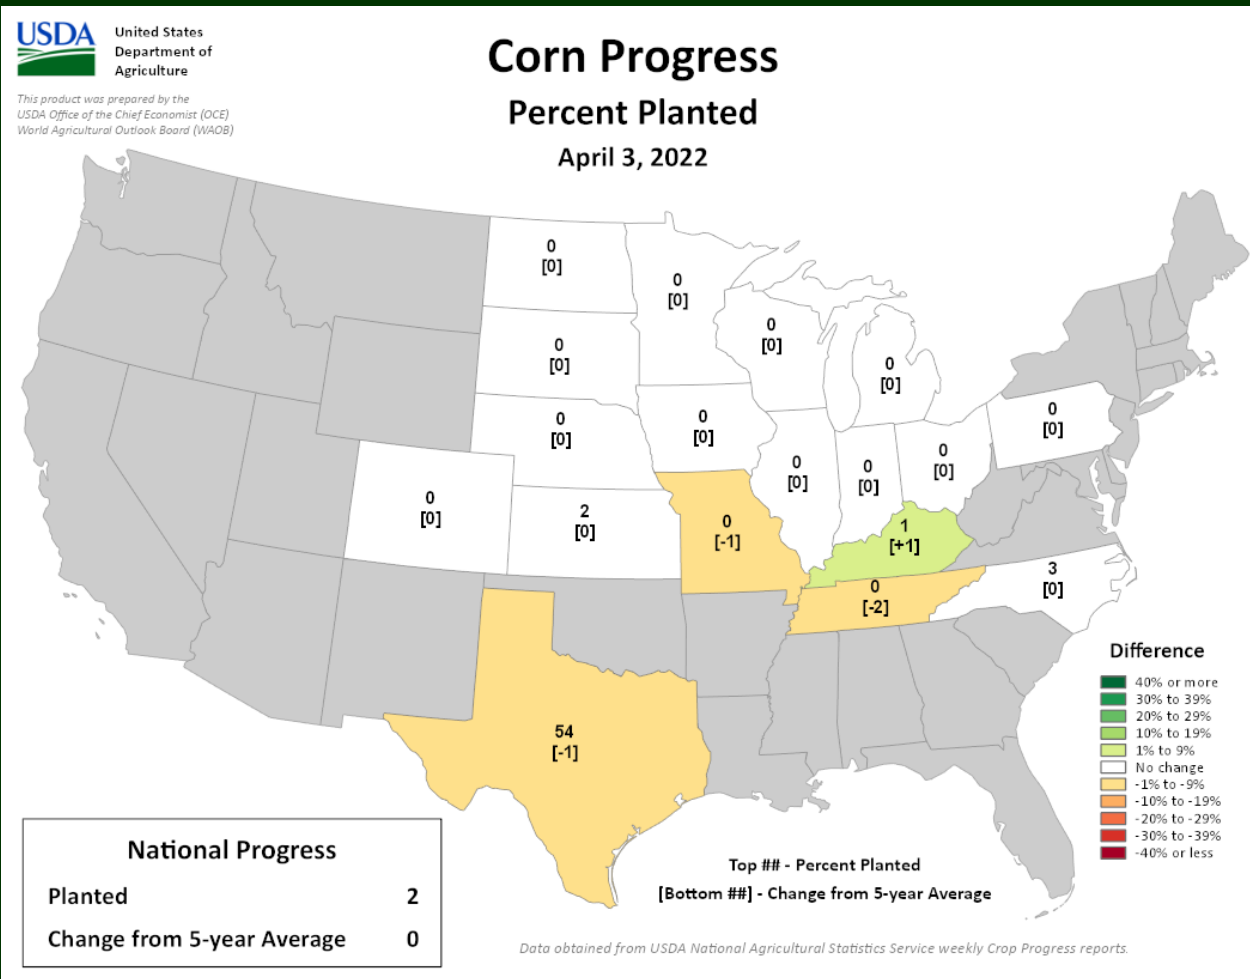 USDA
United States
Department of
Agriculture
This product was prepared by the
USDA Office of the Chief Economist (OCE)
World Agricultural Outlook Board (WAOB)
Corn Progress
Percent Planted
April 3, 2022
0
[0]
0
[0]
0
[0]
0
[0]
0
[0]
0
[0]
0
[0]
0
[0]
0
[0]
0
[0]
0
[0]
0
[0]
0
[0]
2
[0]
0
[-1]
1
[+1]
0
[-2]
3
[0]
54
[-1]
Difference
40% or more
30% to 39%
20% to 29%
10% to 19%
1% to 9%
No change
-1% to -9%
-10% to -19%
-20% to -29%
-30% to -39%
-40% or less
National Progress
Planted 2
Change from 5-year Average 0
Top ## - Percent Planted
[Bottom ##] - Change from 5-year Average
Data obtained from USDA National Agricultural Statistics Service weekly Crop Progress reports.